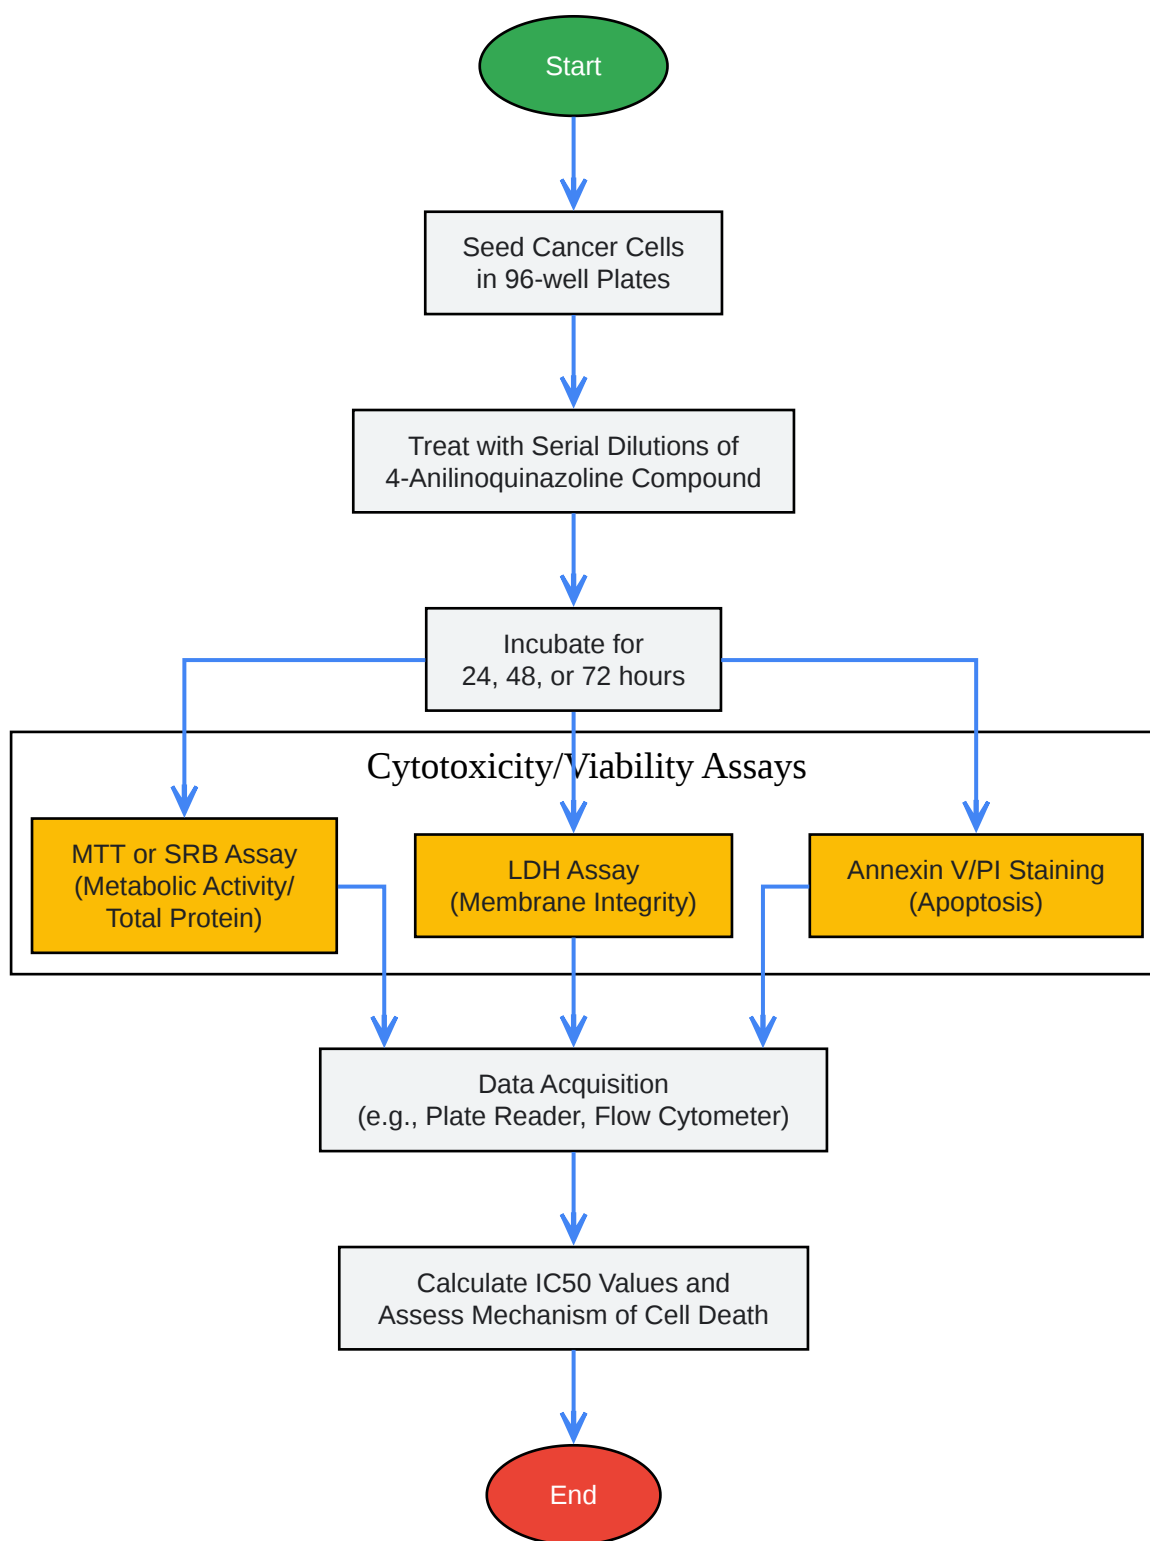 Start
Seed Cancer Cells
in 96-well Plates
Treat with Serial Dilutions of
4-Anilinoquinazoline Compound
Incubate for
24, 48, or 72 hours
Cytotoxicity/Viability Assays
MTT or SRB Assay
(Metabolic Activity/
Total Protein)
LDH Assay
(Membrane Integrity)
Annexin V/PI Staining
(Apoptosis)
Data Acquisition
(e.g., Plate Reader, Flow Cytometer)
Calculate IC50 Values and
Assess Mechanism of Cell Death
End